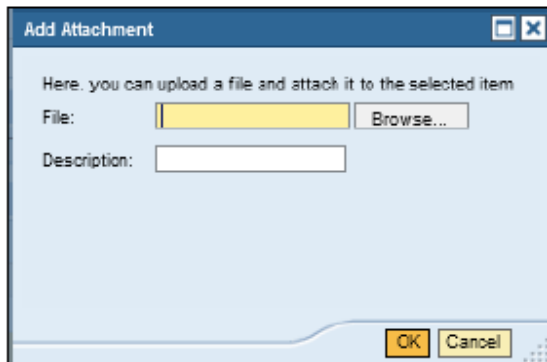 Add Attachment
Here. you can upload a file and attach it to the selected item
File: Browse...
Description:
OK Cancel